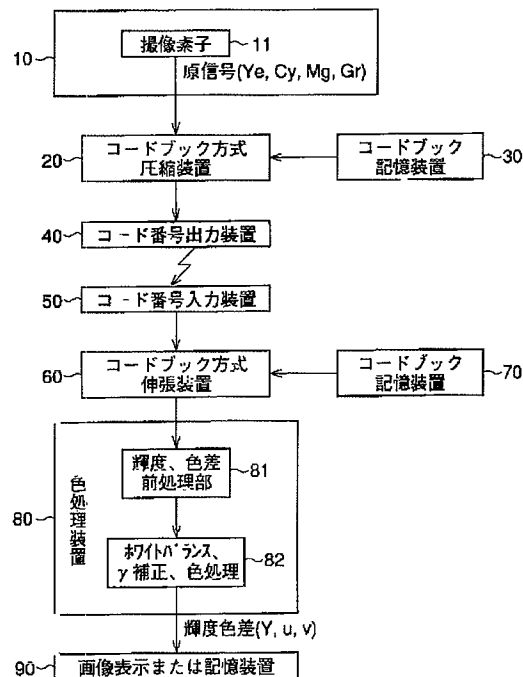 撮像素子
11
10
原信号(Ye, Cy, Mg, Gr)
20
コードブック方式
圧縮装置
コードブック
記憶装置
30
40
コード番号出力装置
50
コード番号入力装置
60
コードブック方式
伸張装置
コードブック
記憶装置
70
80
色処理装置
輝度、色差
前処理部
81
ホワイトバランス、
γ補正、色処理
82
輝度色差(Y, u, v)
90
画像表示または記憶装置